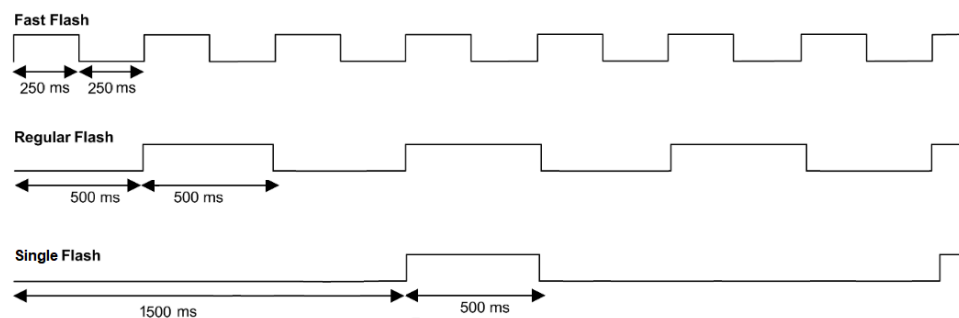 Fast Flash
250 ms 250 ms
Regular Flash
500 ms 500 ms
Single Flash
1500 ms 500 ms